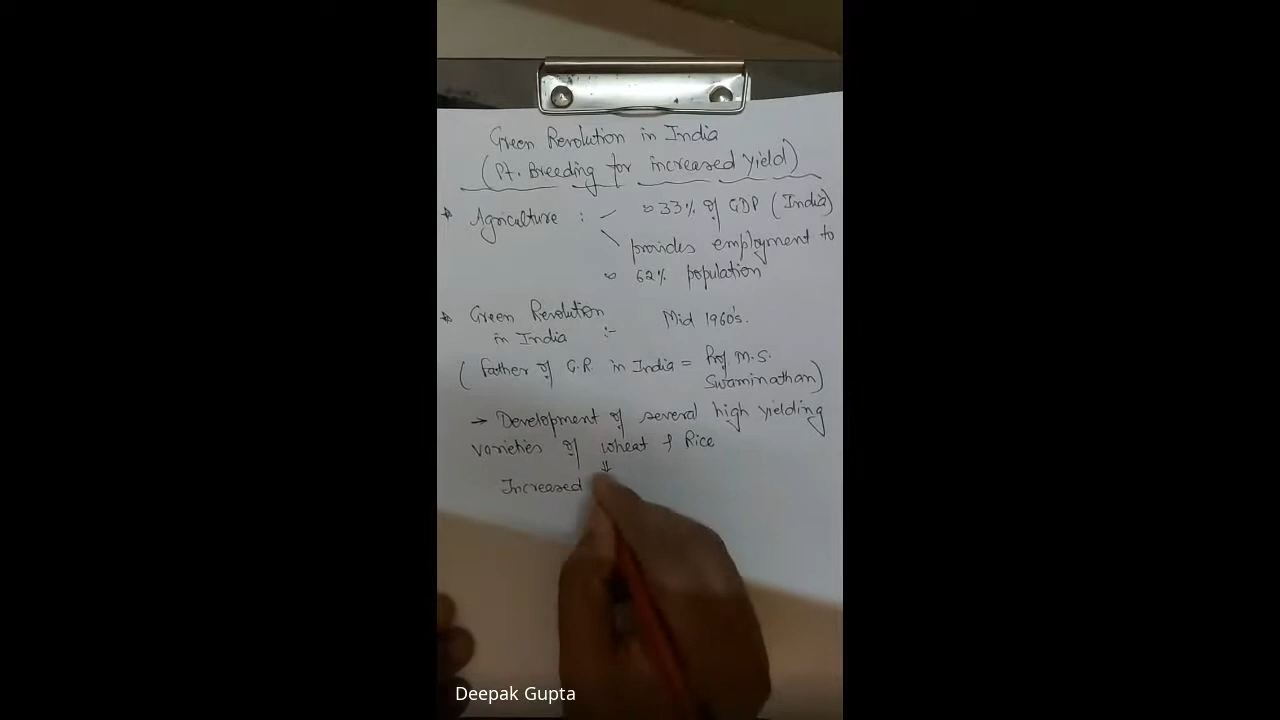 Green Revolution in India
(Pt. Breeding for increased yield)
* Agriculture : - ~33% of GDP (India)
\ provides employment to
~ 62% population
* Green Revolution
in India :- Mid 1960's.
(Father of G.R. in India = Prof M.S.
Swaminathan)
→ Development of several high yielding
varieties of wheat & Rice
⇓
Increased
Deepak Gupta